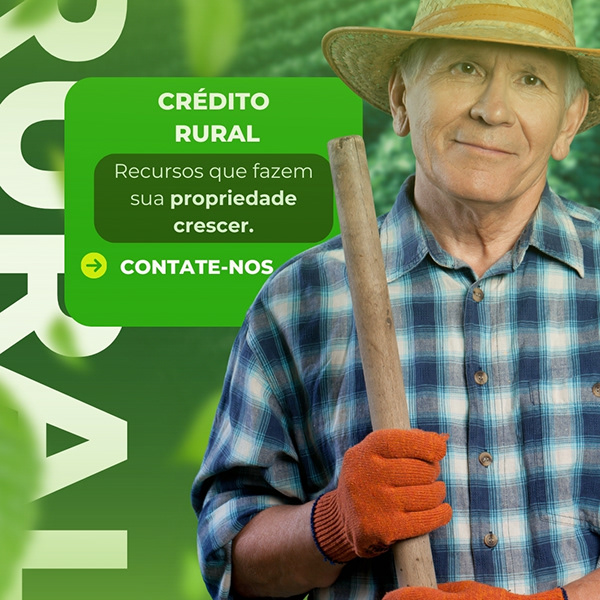 RURAL
CRÉDITO
RURAL
Recursos que fazem
sua propriedade
crescer.
CONTATE-NOS